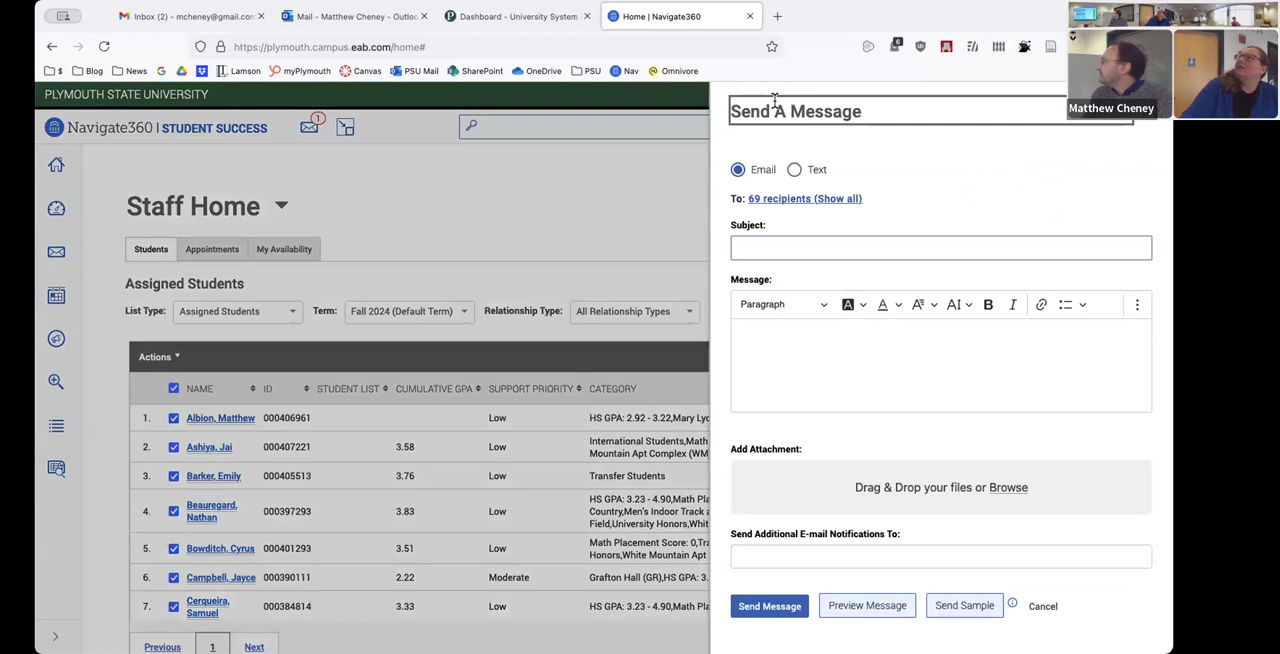 Inbox - mcheney@gmail.con
Mail - Matthew Cheney - Outloo
Dashboard - University System
Home | Navigate360
https://plymouth.campus.eab.com/home#
6
$
Blog
News
Lamson
myPlymouth
Canvas
PSU Mail
SharePoint
OneDrive
PSU
Nav
Omnivore
Matthew Cheney
PLYMOUTH STATE UNIVERSITY
Navigate360 | STUDENT SUCCESS
1
Staff Home
Students
Appointments
My Availability
Assigned Students
List Type: Assigned Students
Term: Fall 2024 (Default Term)
Relationship Type: All Relationship Types
Actions
NAME ID STUDENT LIST CUMULATIVE GPA SUPPORT PRIORITY CATEGORY
1. Albion, Matthew 000406961 Low HS GPA: 2.92 - 3.22,Mary Lyo
2. Ashiya, Jai 000407221 3.58 Low International Students,Math
Mountain Apt Complex (WM
3. Barker, Emily 000405513 3.76 Low Transfer Students
4. Beauregard,
Nathan 000397293 3.83 Low HS GPA: 3.23 - 4.90,Math Pla
Country,Men's Indoor Track a
Field,University Honors,Whit
5. Bowditch, Cyrus 000401293 3.51 Low Math Placement Score: 0,Tra
Honors,White Mountain Apt
6. Campbell, Jayce 000390111 2.22 Moderate Grafton Hall (GR),HS GPA: 3.
7. Cerqueira,
Samuel 000384814 3.33 Low HS GPA: 3.23 - 4.90,Math Pla
Previous 1 Next
Send A Message
Email
Text
To: 69 recipients (Show all)
Subject:
Message:
Paragraph
A A A AI B I
Add Attachment:
Drag & Drop your files or Browse
Send Additional E-mail Notifications To:
Send Message
Preview Message
Send Sample
Cancel